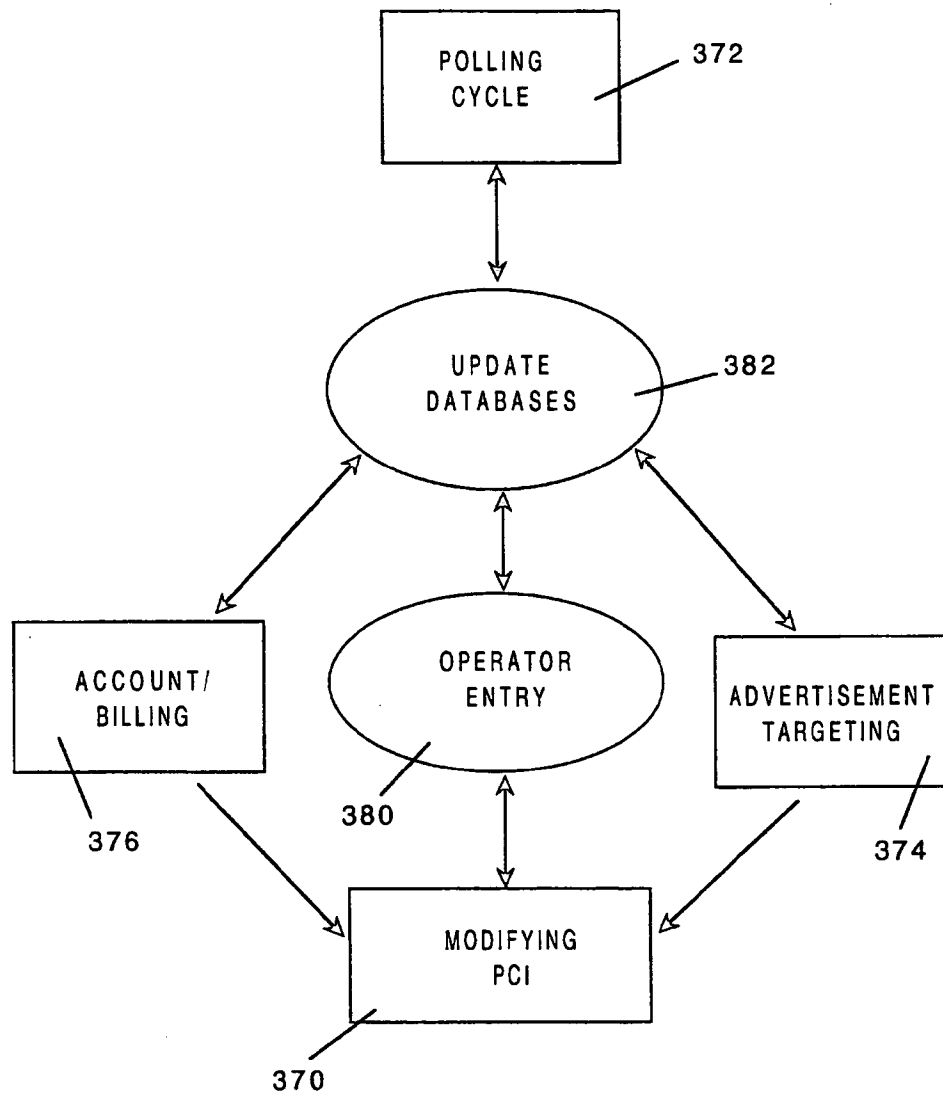 POLLING
CYCLE
372
UPDATE
DATABASES
382
ACCOUNT/
BILLING
376
OPERATOR
ENTRY
380
ADVERTISEMENT
TARGETING
374
MODIFYING
PCI
370